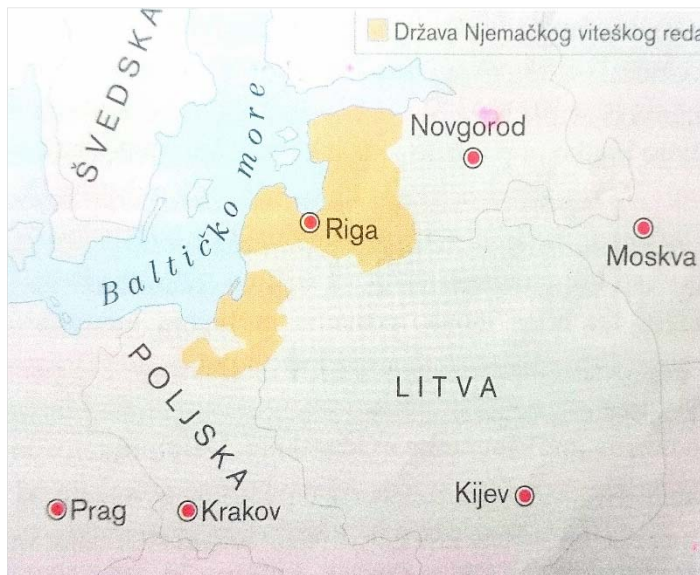 Država Njemačkog viteškog reda
ŠVEDSKA
Baltičko more
Novgorod
Riga
Moskva
POLJSKA
LITVA
Prag
Krakov
Kijev